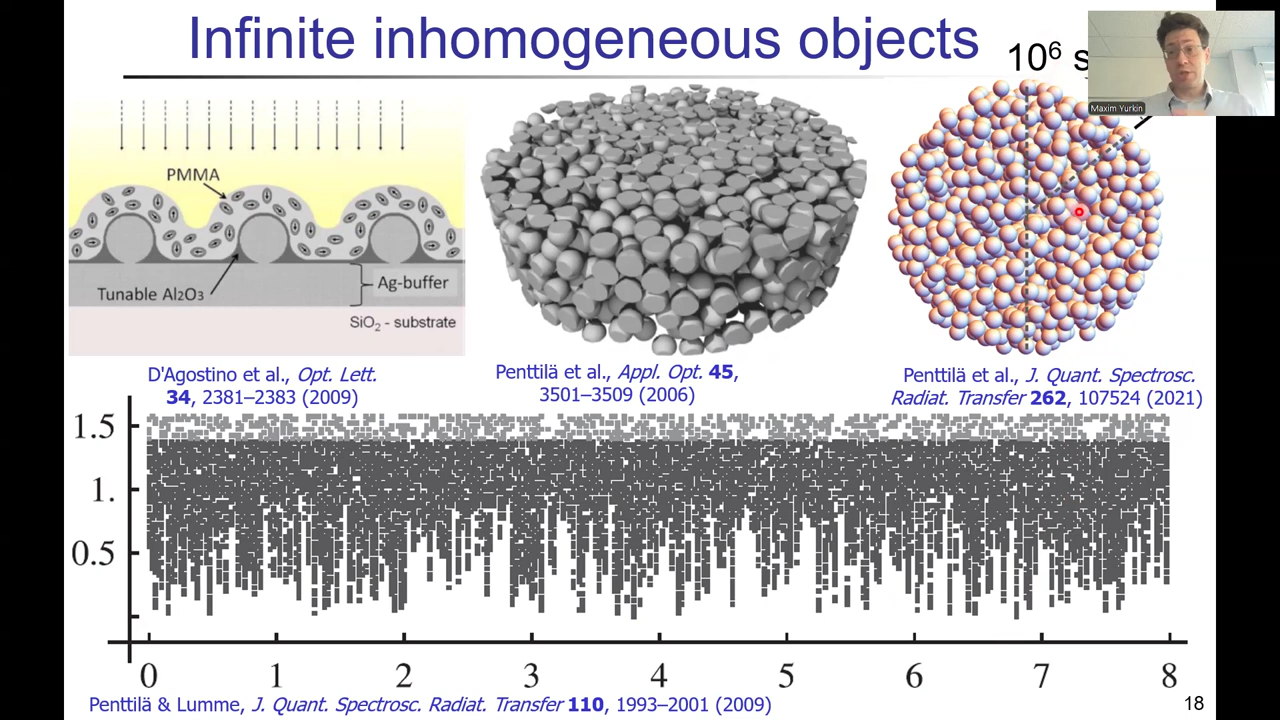 Infinite inhomogeneous objects
10⁶ s
Maxim Yurkin
PMMA
Tunable Al₂O₃
Ag-buffer
SiO₂ - substrate
D'Agostino et al., Opt. Lett.
34, 2381–2383 (2009)
Penttilä et al., Appl. Opt. 45,
3501–3509 (2006)
Penttilä et al., J. Quant. Spectrosc.
Radiat. Transfer 262, 107524 (2021)
1.5
1.
0.5
0 1 2 3 4 5 6 7 8
Penttilä & Lumme, J. Quant. Spectrosc. Radiat. Transfer 110, 1993–2001 (2009)
18